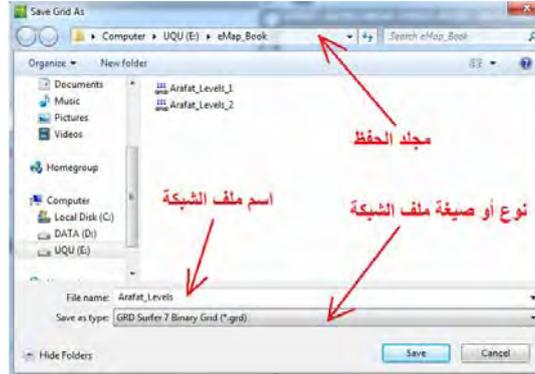 Save Grid As
Computer ▸ UQU (E:) ▸ eMap_Book
Search eMap_Book
Organize
New folder
Documents
Music
Pictures
Videos
Homegroup
Computer
Local Disk (C:)
DATA (D:)
UQU (E:)
Arafat_Levels_1
Arafat_Levels_2
مجلد الحفظ
اسم ملف الشبكة
نوع أو صيغة ملف الشبكة
File name: Arafat_Levels
Save as type: GRD Surfer 7 Binary Grid (*.grd)
Hide Folders
Save
Cancel